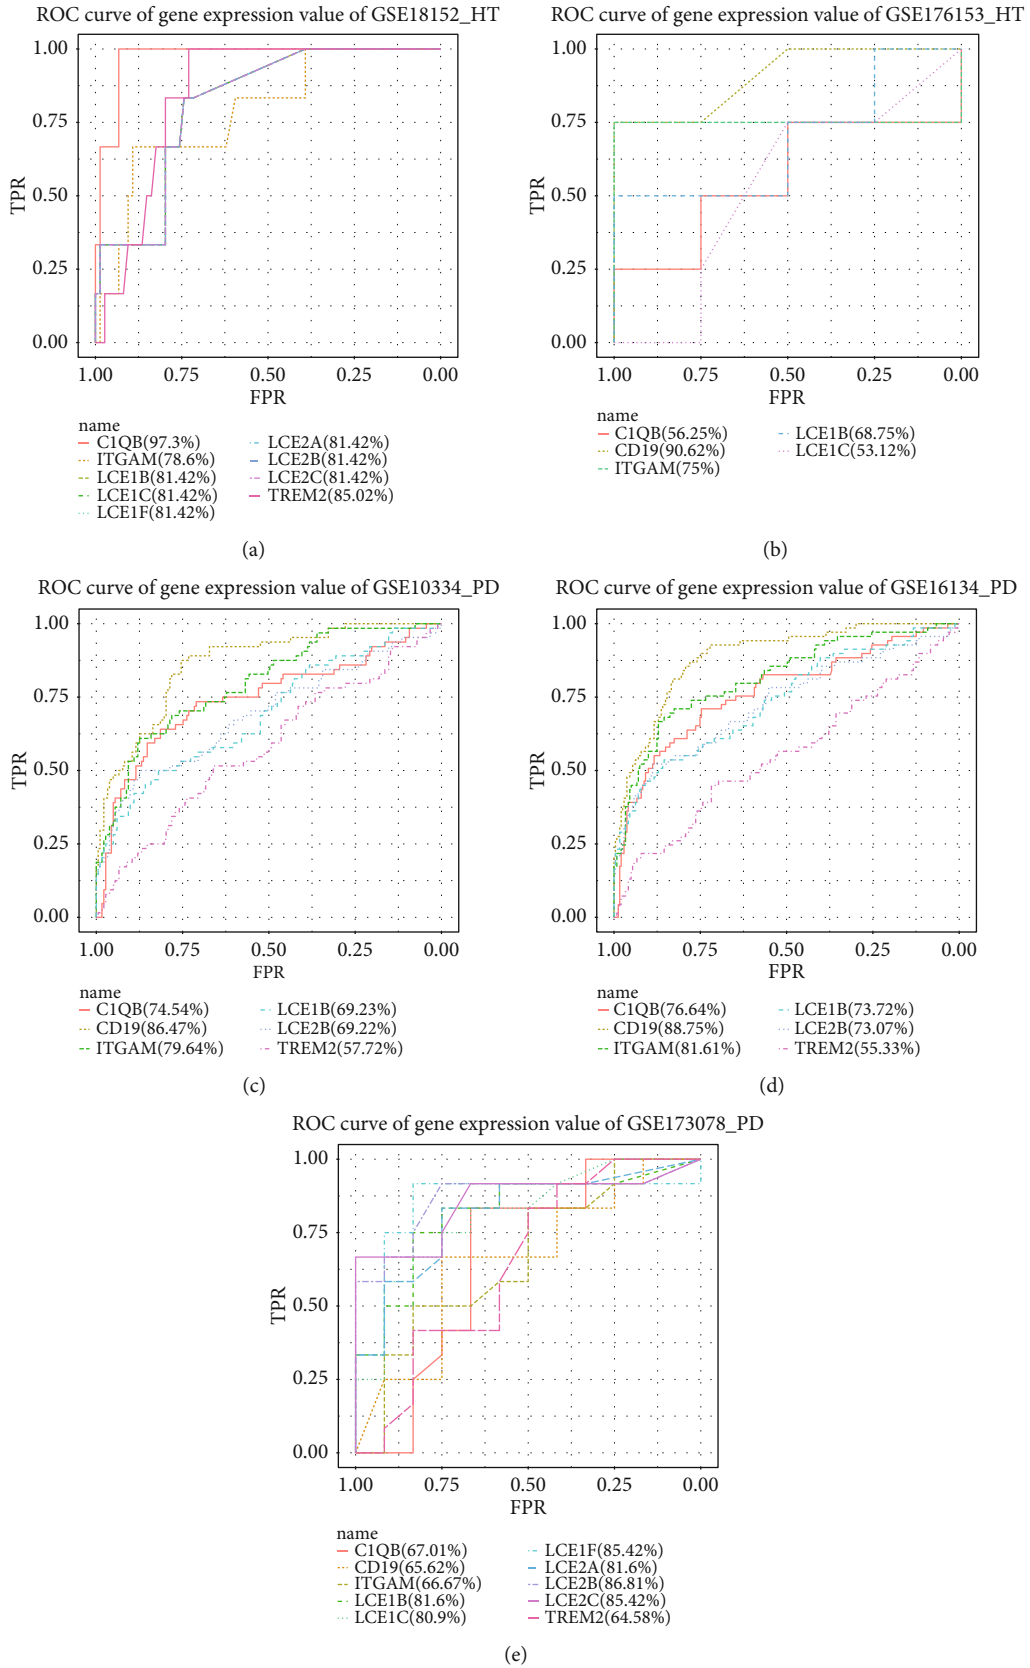 ROC curve of gene expression value of GSE18152_HT
1.00
0.75
0.50
0.25
0.00
TPR
1.00 0.75 0.50 0.25 0.00
FPR
name
C1QB(97.3%)
ITGAM(78.6%)
LCE1B(81.42%)
LCE1C(81.42%)
LCE1F(81.42%)
LCE2A(81.42%)
LCE2B(81.42%)
LCE2C(81.42%)
TREM2(85.02%)
(a)
ROC curve of gene expression value of GSE176153_HT
1.00
0.75
0.50
0.25
0.00
TPR
1.00 0.75 0.50 0.25 0.00
FPR
name
C1QB(56.25%)
CD19(90.62%)
ITGAM(75%)
LCE1B(68.75%)
LCE1C(53.12%)
(b)
ROC curve of gene expression value of GSE10334_PD
1.00
0.75
0.50
0.25
0.00
TPR
1.00 0.75 0.50 0.25 0.00
FPR
name
C1QB(74.54%)
CD19(86.47%)
ITGAM(79.64%)
LCE1B(69.23%)
LCE2B(69.22%)
TREM2(57.72%)
(c)
ROC curve of gene expression value of GSE16134_PD
1.00
0.75
0.50
0.25
0.00
TPR
1.00 0.75 0.50 0.25 0.00
FPR
name
C1QB(76.64%)
CD19(88.75%)
ITGAM(81.61%)
LCE1B(73.72%)
LCE2B(73.07%)
TREM2(55.33%)
(d)
ROC curve of gene expression value of GSE173078_PD
1.00
0.75
0.50
0.25
0.00
TPR
1.00 0.75 0.50 0.25 0.00
FPR
name
C1QB(67.01%)
CD19(65.62%)
ITGAM(66.67%)
LCE1B(81.6%)
LCE1C(80.9%)
LCE1F(85.42%)
LCE2A(81.6%)
LCE2B(86.81%)
LCE2C(85.42%)
TREM2(64.58%)
(e)